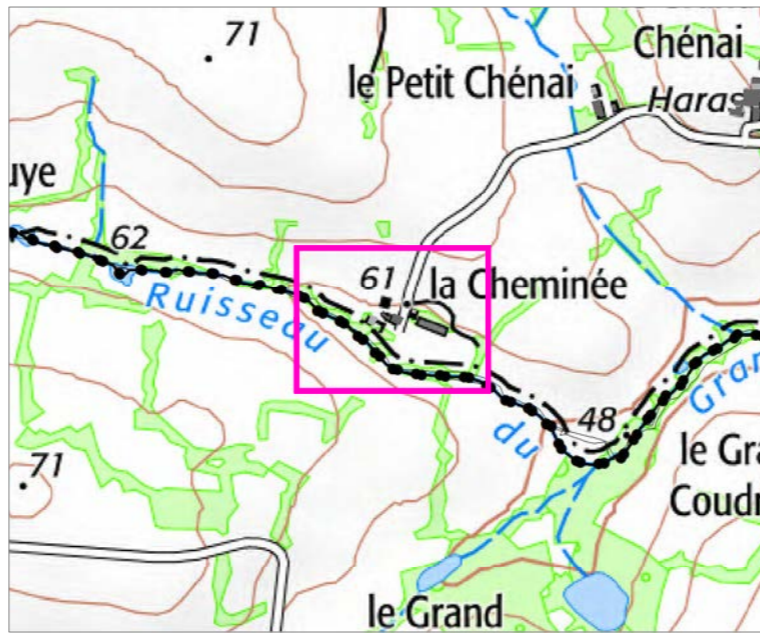 71
Chénai
le Petit Chénai
Haras
uye
62
61
la Cheminée
Ruisseau
du
Gran
48
le Gra
Coudr
71
le Grand